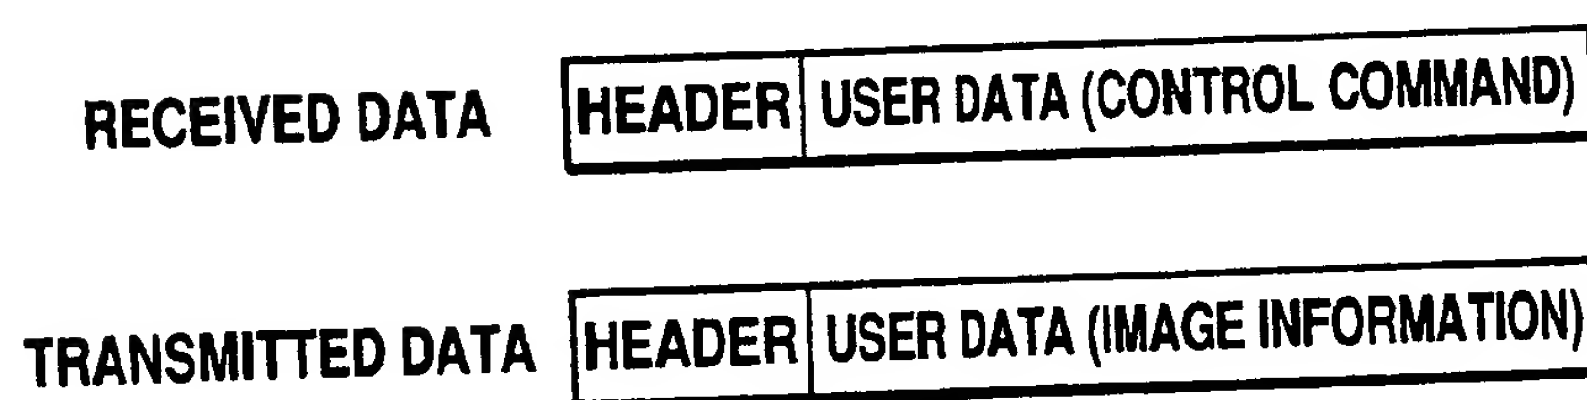 RECEIVED DATA HEADER USER DATA (CONTROL COMMAND)
TRANSMITTED DATA HEADER USER DATA (IMAGE INFORMATION)